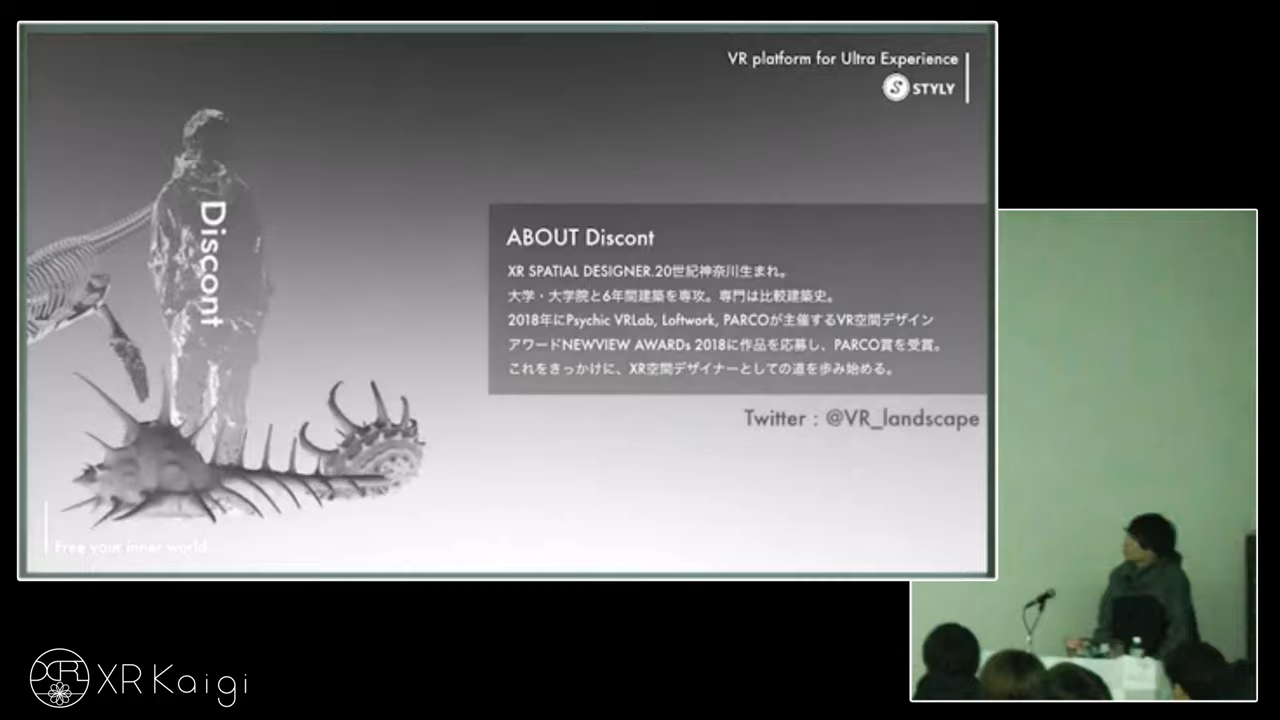 VR platform for Ultra Experience
STYLY
Discont
ABOUT Discont
XR SPATIAL DESIGNER.20世紀神奈川生まれ。
大学・大学院と6年間建築を専攻。専門は比較建築史。
2018年にPsychic VRLab, Loftwork, PARCOが主催するVR空間デザイン
アワードNEWVIEW AWARDs 2018に作品を応募し、PARCO賞を受賞。
これをきっかけに、XR空間デザイナーとしての道を歩み始める。
Twitter : @VR_landscape
Free your inner world
XR Kaigi